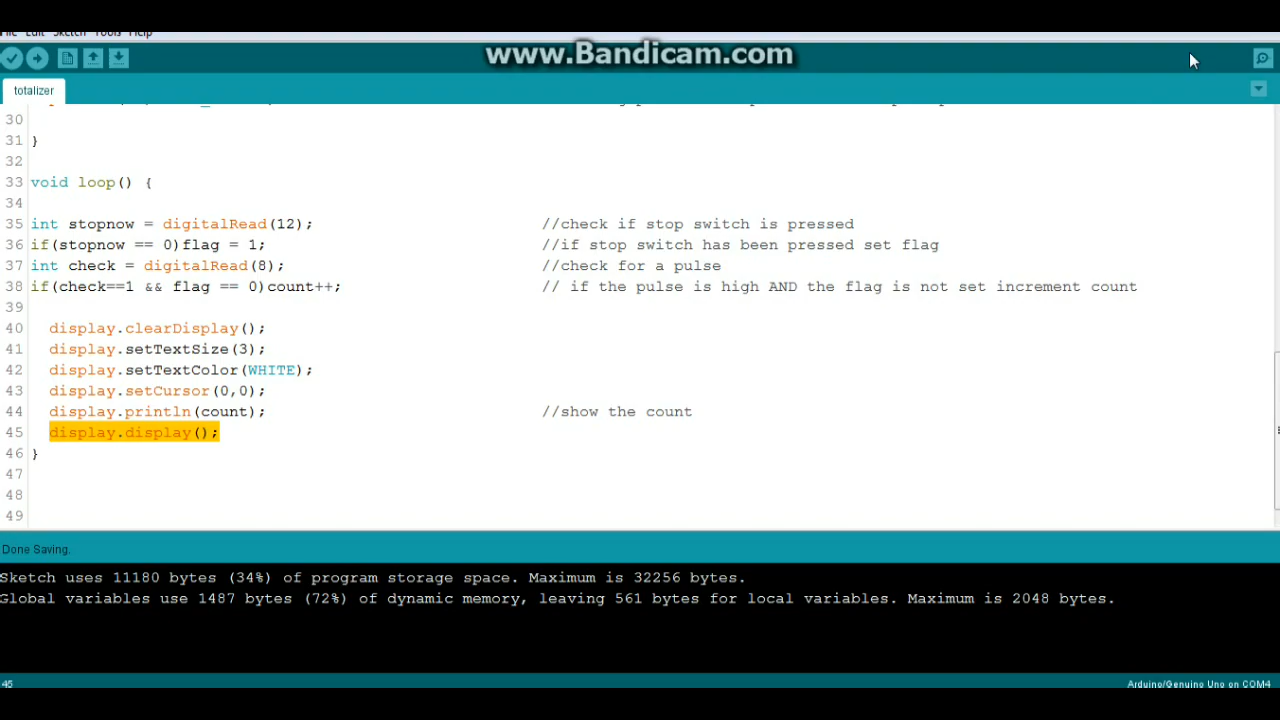 File Edit Sketch Tools Help
www.Bandicam.com
totalizer
30
31 }
32
33 void loop() {
34
35 int stopnow = digitalRead(12); //check if stop switch is pressed
36 if(stopnow == 0)flag = 1; //if stop switch has been pressed set flag
37 int check = digitalRead(8); //check for a pulse
38 if(check==1 && flag == 0)count++; // if the pulse is high AND the flag is not set increment count
39
40 display.clearDisplay();
41 display.setTextSize(3);
42 display.setTextColor(WHITE);
43 display.setCursor(0,0);
44 display.println(count); //show the count
45 display.display();
46 }
47
48
49
Done Saving.
Sketch uses 11180 bytes (34%) of program storage space. Maximum is 32256 bytes.
Global variables use 1487 bytes (72%) of dynamic memory, leaving 561 bytes for local variables. Maximum is 2048 bytes.
45 Arduino/Genuino Uno on COM4